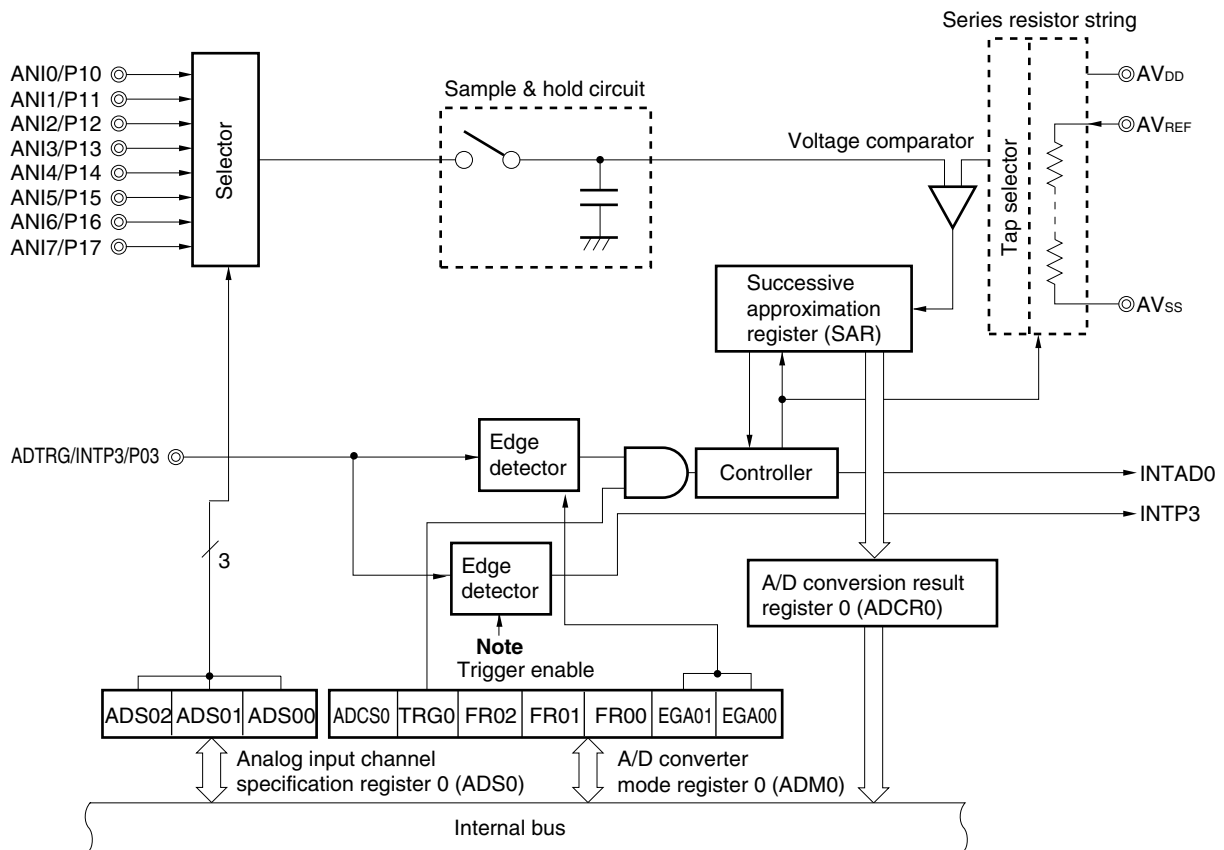 Series resistor string
ANI0/P10
ANI1/P11
ANI2/P12
ANI3/P13
ANI4/P14
ANI5/P15
ANI6/P16
ANI7/P17
Selector
Sample & hold circuit
Voltage comparator
Tap selector
AVDD
AVREF
AVSS
Successive
approximation
register (SAR)
ADTRG/INTP3/P03
Edge
detector
Controller
INTAD0
INTP3
3
Edge
detector
A/D conversion result
register 0 (ADCR0)
Note
Trigger enable
ADS02 ADS01 ADS00
ADCS0 TRG0 FR02 FR01 FR00 EGA01 EGA00
Analog input channel
specification register 0 (ADS0)
A/D converter
mode register 0 (ADM0)
Internal bus